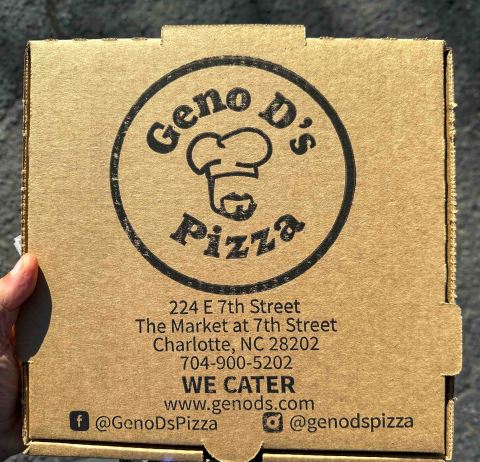 Geno D's
Pizza
224 E 7th Street
The Market at 7th Street
Charlotte, NC 28202
704-900-5202
WE CATER
www.genods.com
@GenoDsPizza @genodspizza